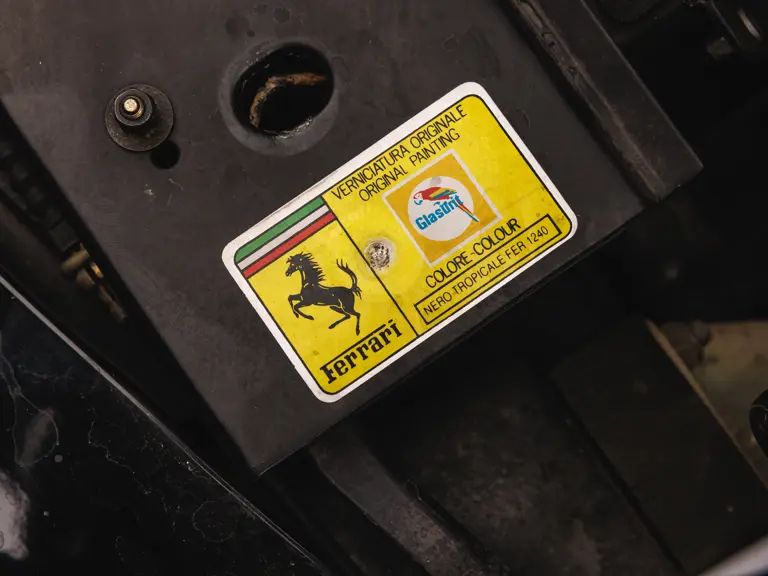 VERNICIATURA ORIGINALE
ORIGINAL PAINTING
Glasurit
COLORE-COLOUR
NERO TROPICALE FER 1240
Ferrari